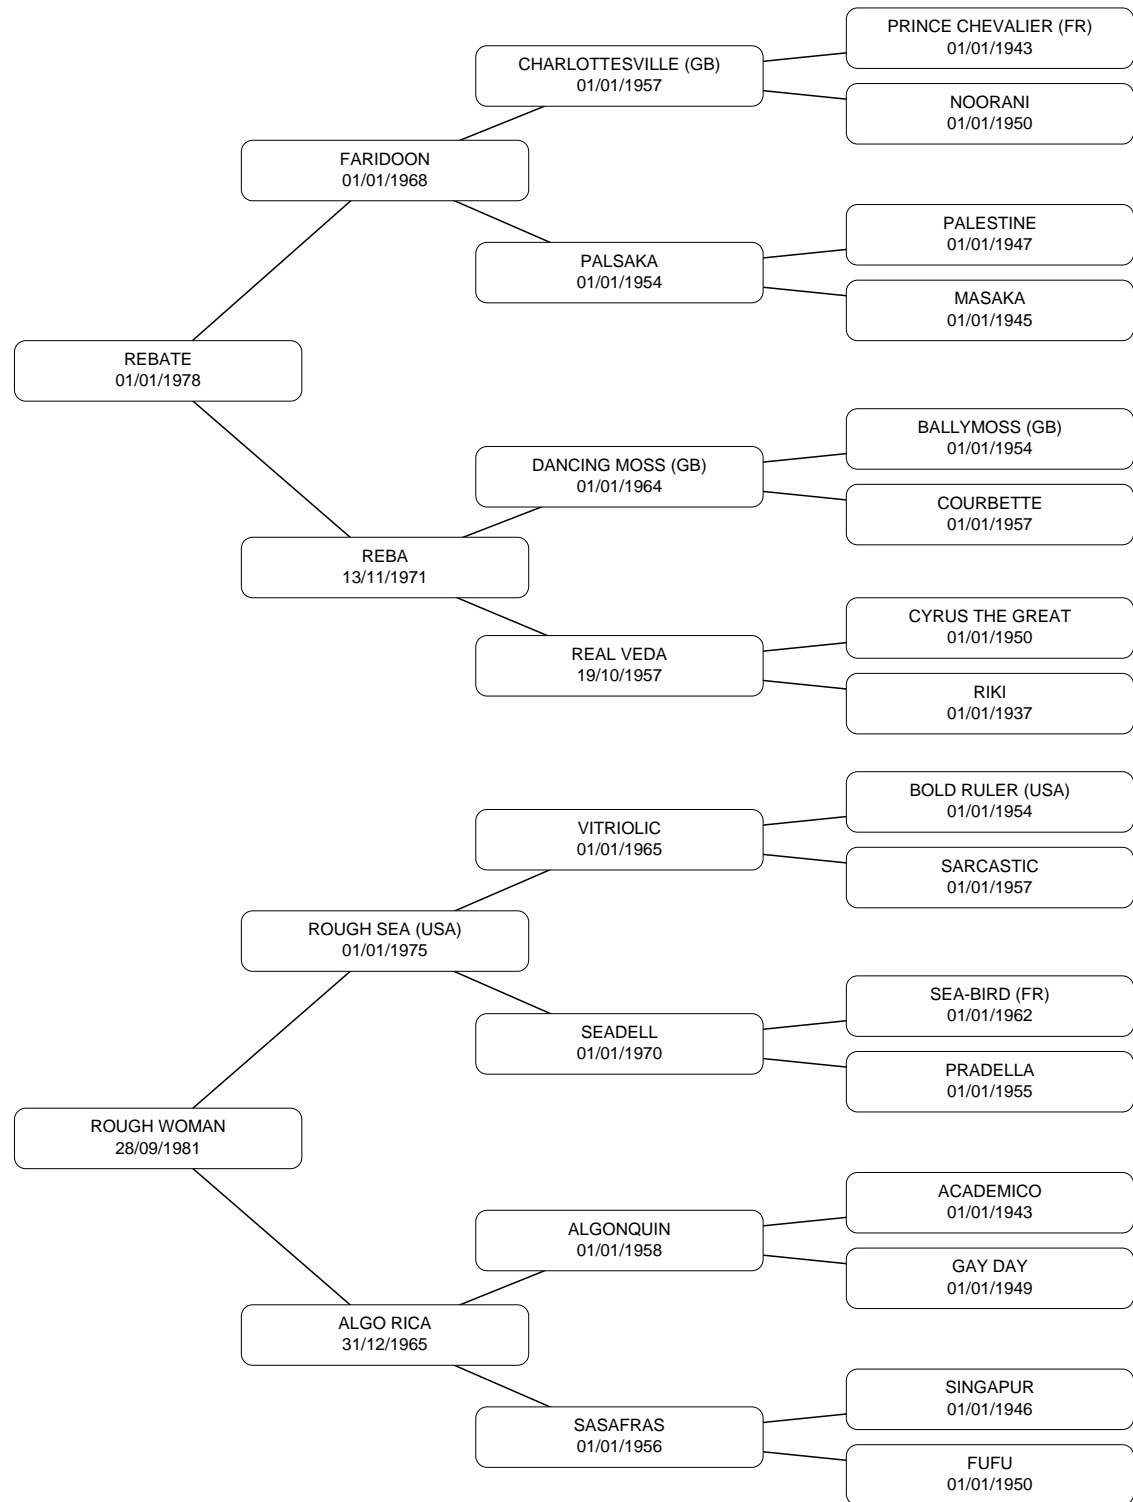 PRINCE CHEVALIER (FR)
01/01/1943
CHARLOTTESVILLE (GB)
01/01/1957
NOORANI
01/01/1950
FARIDOON
01/01/1968
PALESTINE
01/01/1947
PALSAKA
01/01/1954
MASAKA
01/01/1945
REBATE
01/01/1978
BALLYMOSS (GB)
01/01/1954
DANCING MOSS (GB)
01/01/1964
COURBETTE
01/01/1957
REBA
13/11/1971
CYRUS THE GREAT
01/01/1950
REAL VEDA
19/10/1957
RIKI
01/01/1937
BOLD RULER (USA)
01/01/1954
VITRIOLIC
01/01/1965
SARCASTIC
01/01/1957
ROUGH SEA (USA)
01/01/1975
SEA-BIRD (FR)
01/01/1962
SEADELL
01/01/1970
PRADELLA
01/01/1955
ROUGH WOMAN
28/09/1981
ACADEMICO
01/01/1943
ALGONQUIN
01/01/1958
GAY DAY
01/01/1949
ALGO RICA
31/12/1965
SINGAPUR
01/01/1946
SASAFRAS
01/01/1956
FUFU
01/01/1950